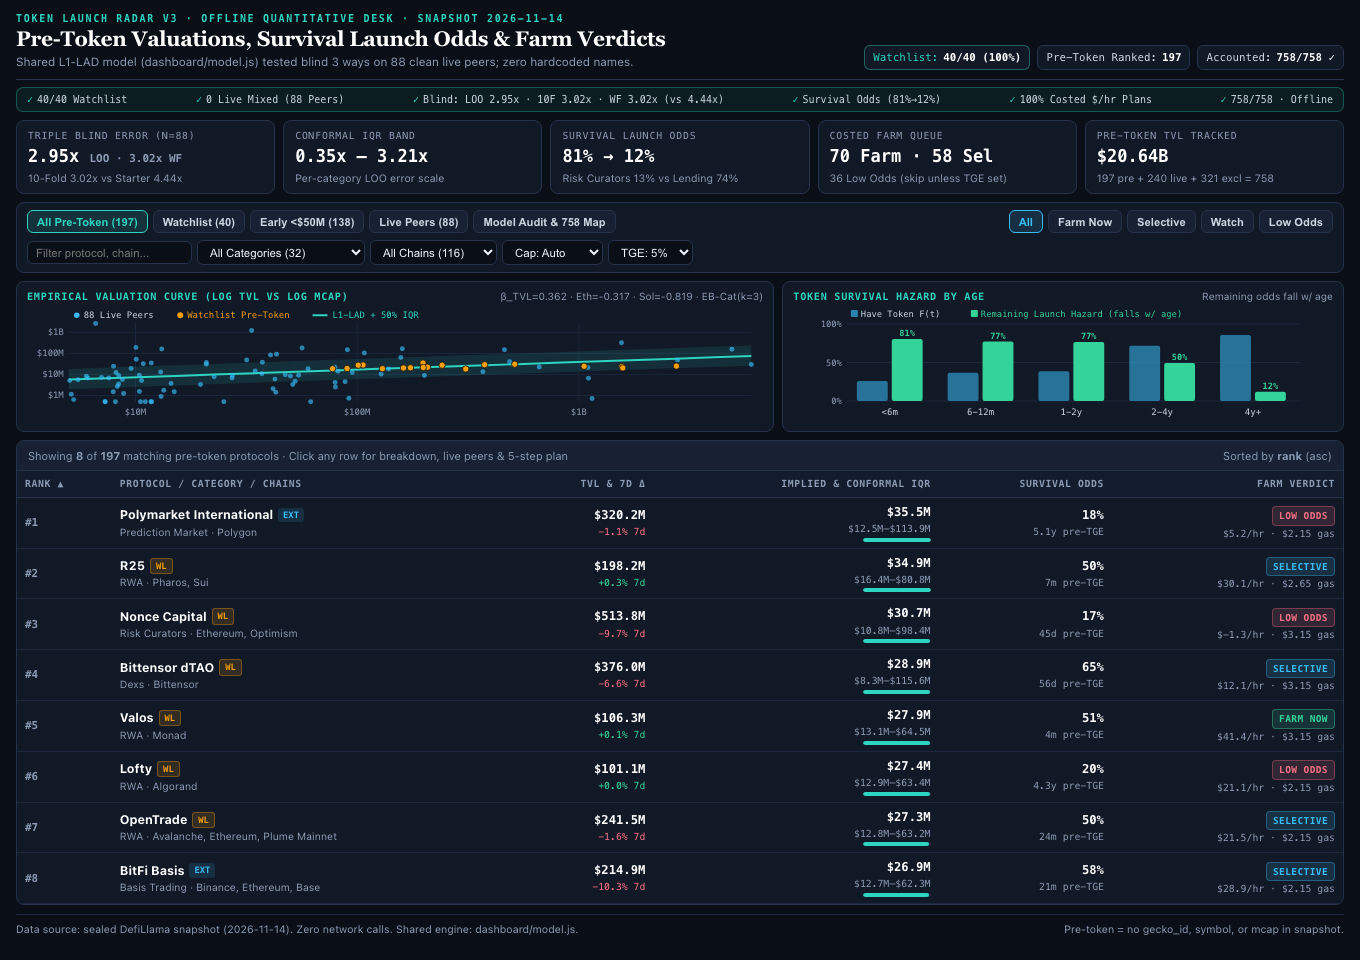 TOKEN LAUNCH RADAR V3 · OFFLINE QUANTITATIVE DESK · SNAPSHOT 2026-11-14
Pre-Token Valuations, Survival Launch Odds & Farm Verdicts
Shared L1-LAD model (dashboard/model.js) tested blind 3 ways on 88 clean live peers; zero hardcoded names.
Watchlist: 40/40 (100%) Pre-Token Ranked: 197 Accounted: 758/758 ✓
✓ 40/40 Watchlist ✓ 0 Live Mixed (88 Peers) ✓ Blind: LOO 2.95x · 10F 3.02x · WF 3.02x (vs 4.44x) ✓ Survival Odds (81%→12%) ✓ 100% Costed $/hr Plans ✓ 758/758 · Offline
TRIPLE BLIND ERROR (N=88)
2.95x LOO · 3.02x WF
10-Fold 3.02x vs Starter 4.44x
CONFORMAL IQR BAND
0.35x – 3.21x
Per-category LOO error scale
SURVIVAL LAUNCH ODDS
81% → 12%
Risk Curators 13% vs Lending 74%
COSTED FARM QUEUE
70 Farm · 58 Sel
36 Low Odds (skip unless TGE set)
PRE-TOKEN TVL TRACKED
$20.64B
197 pre + 240 live + 321 excl = 758
All Pre-Token (197) Watchlist (40) Early <$50M (138) Live Peers (88) Model Audit & 758 Map
All Farm Now Selective Watch Low Odds
Filter protocol, chain... All Categories (32) All Chains (116) Cap: Auto TGE: 5%
EMPIRICAL VALUATION CURVE (LOG TVL VS LOG MCAP)
β_TVL=0.362 · Eth=-0.317 · Sol=-0.819 · EB-Cat(k=3)
88 Live Peers Watchlist Pre-Token L1-LAD + 50% IQR
$1B
$100M
$10M
$1M
$10M $100M $1B
TOKEN SURVIVAL HAZARD BY AGE
Remaining odds fall w/ age
Have Token F(t) Remaining Launch Hazard (falls w/ age)
100%
50%
0%
81% 77% 77% 50% 12%
<6m 6–12m 1–2y 2–4y 4y+
Showing 8 of 197 matching pre-token protocols · Click any row for breakdown, live peers & 5-step plan
Sorted by rank (asc)
RANK ▲ PROTOCOL / CATEGORY / CHAINS TVL & 7D Δ IMPLIED & CONFORMAL IQR SURVIVAL ODDS FARM VERDICT
#1 Polymarket International EXT $320.2M $35.5M 18% LOW ODDS
Prediction Market · Polygon −1.1% 7d $12.5M–$113.9M 5.1y pre-TGE $5.2/hr · $2.15 gas
#2 R25 WL $198.2M $34.9M 50% SELECTIVE
RWA · Pharos, Sui +0.3% 7d $16.4M–$80.8M 7m pre-TGE $30.1/hr · $2.65 gas
#3 Nonce Capital WL $513.8M $30.7M 17% LOW ODDS
Risk Curators · Ethereum, Optimism −9.7% 7d $10.8M–$98.4M 45d pre-TGE $−1.3/hr · $3.15 gas
#4 Bittensor dTAO WL $376.0M $28.9M 65% SELECTIVE
Dexs · Bittensor −6.6% 7d $8.3M–$115.6M 56d pre-TGE $12.1/hr · $3.15 gas
#5 Valos WL $106.3M $27.9M 51% FARM NOW
RWA · Monad +0.1% 7d $13.1M–$64.5M 4m pre-TGE $41.4/hr · $3.15 gas
#6 Lofty WL $101.1M $27.4M 20% LOW ODDS
RWA · Algorand +0.0% 7d $12.9M–$63.4M 4.3y pre-TGE $21.1/hr · $2.15 gas
#7 OpenTrade WL $241.5M $27.3M 50% SELECTIVE
RWA · Avalanche, Ethereum, Plume Mainnet −1.6% 7d $12.8M–$63.2M 24m pre-TGE $21.5/hr · $2.15 gas
#8 BitFi Basis EXT $214.9M $26.9M 58% SELECTIVE
Basis Trading · Binance, Ethereum, Base −10.3% 7d $12.7M–$62.3M 21m pre-TGE $28.9/hr · $2.15 gas
Data source: sealed DefiLlama snapshot (2026-11-14). Zero network calls. Shared engine: dashboard/model.js.
Pre-token = no gecko_id, symbol, or mcap in snapshot.